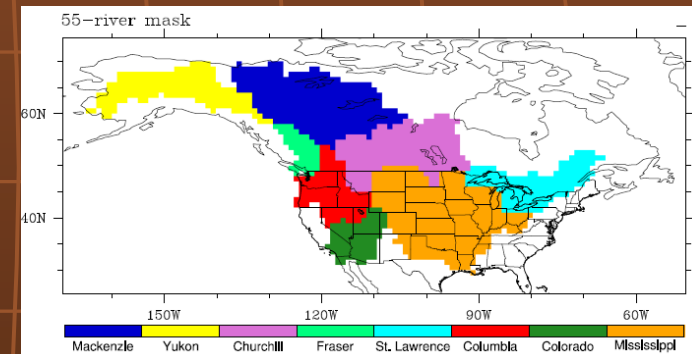 55-river mask
60N
40N
150W 120W 90W 60W
Mackenzie Yukon Churchill Fraser St. Lawrence Columbia Colorado Mississippi